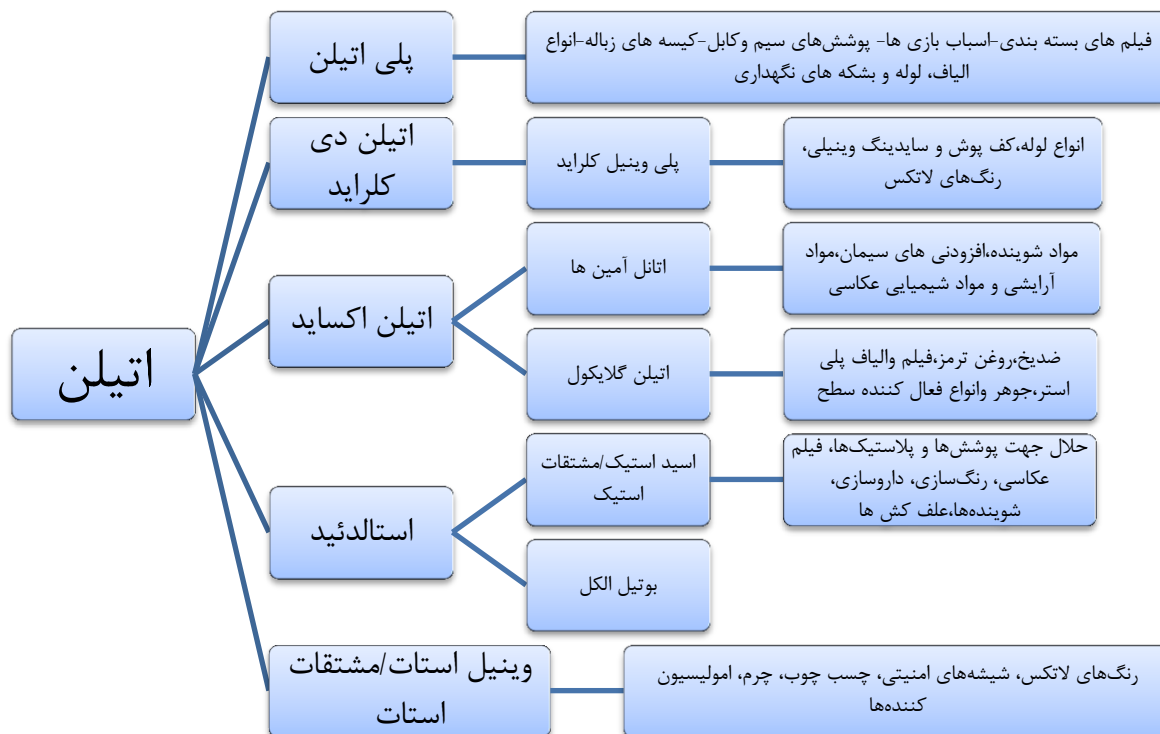 اتیلن
پلی اتیلن
فیلم های بسته بندی-اسباب بازی ها- پوشش‌های سیم وکابل-کیسه های زباله-انواع
الیاف، لوله و بشکه های نگهداری
اتیلن دی
کلراید
پلی وینیل کلراید
انواع لوله،کف پوش و سایدینگ وینیلی،
رنگ‌های لاتکس
اتیلن اکساید
اتانل آمین ها
مواد شوینده،افزودنی های سیمان،مواد
آرایشی و مواد شیمیایی عکاسی
اتیلن گلایکول
ضدیخ،روغن ترمز،فیلم والیاف پلی
استر،جوهر وانواع فعال کننده سطح
استالدئید
اسید استیک/مشتقات
استیک
حلال جهت پوشش‌ها و پلاستیک‌ها، فیلم
عکاسی، رنگ‌سازی، داروسازی،
شوینده‌ها،علف کش ها
بوتیل الکل
وینیل استات/مشتقات
استات
رنگ‌های لاتکس، شیشه‌های امنیتی، چسب چوب، چرم، امولیسیون
کننده‌ها